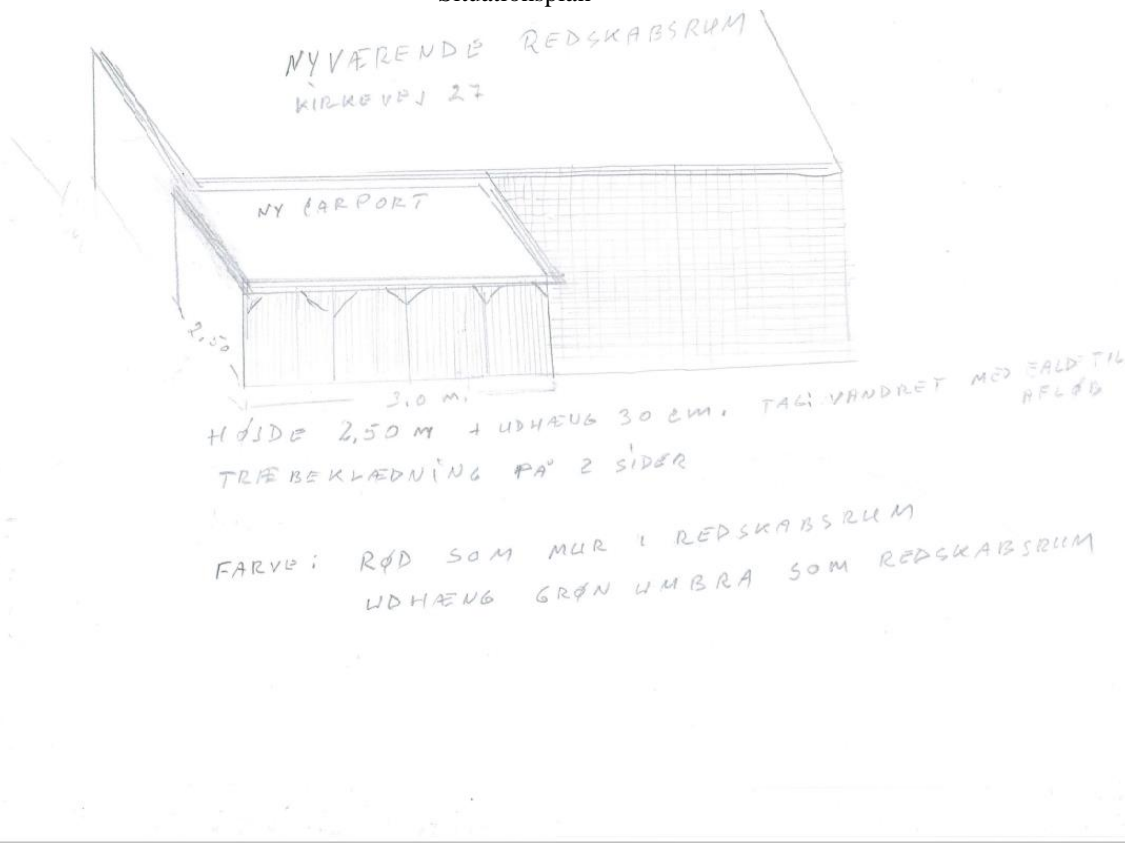 Situationsplan
NYVÆRENDE REDSKABSRUM
KIRKEVEJ 27
NY CARPORT
2,50
3,0 M.
HØJDE 2,50 M + UDHÆNG 30 CM. TAG: VANDRET MED FALD TIL
AFLØB
TRÆBEKLÆDNING PÅ 2 SIDER
FARVE: RØD SOM MUR I REDSKABSRUM
UDHÆNG GRØN UMBRA SOM REDSKABSRUM